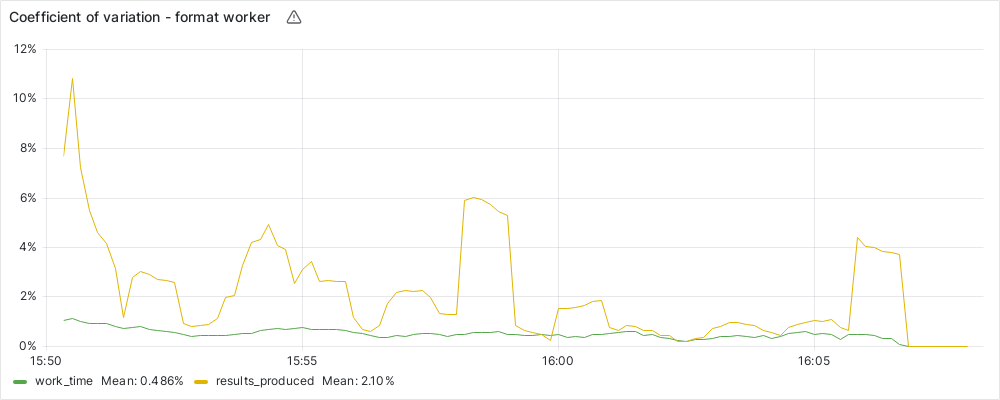 Coefficient of variation - format worker
12%
10%
8%
6%
4%
2%
0%
15:50 15:55 16:00 16:05
work_time Mean: 0.486% results_produced Mean: 2.10%